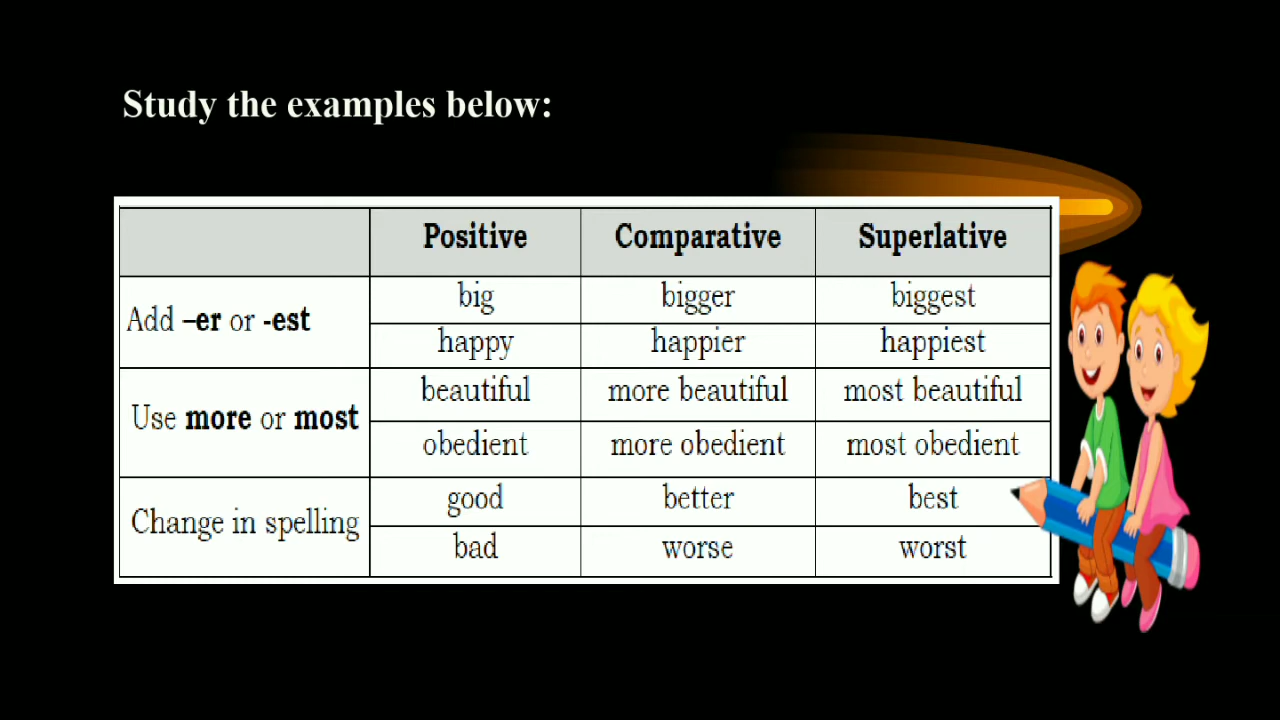 Study the examples below:
Positive Comparative Superlative
Add –er or -est
big bigger biggest
happy happier happiest
Use more or most
beautiful more beautiful most beautiful
obedient more obedient most obedient
Change in spelling
good better best
bad worse worst